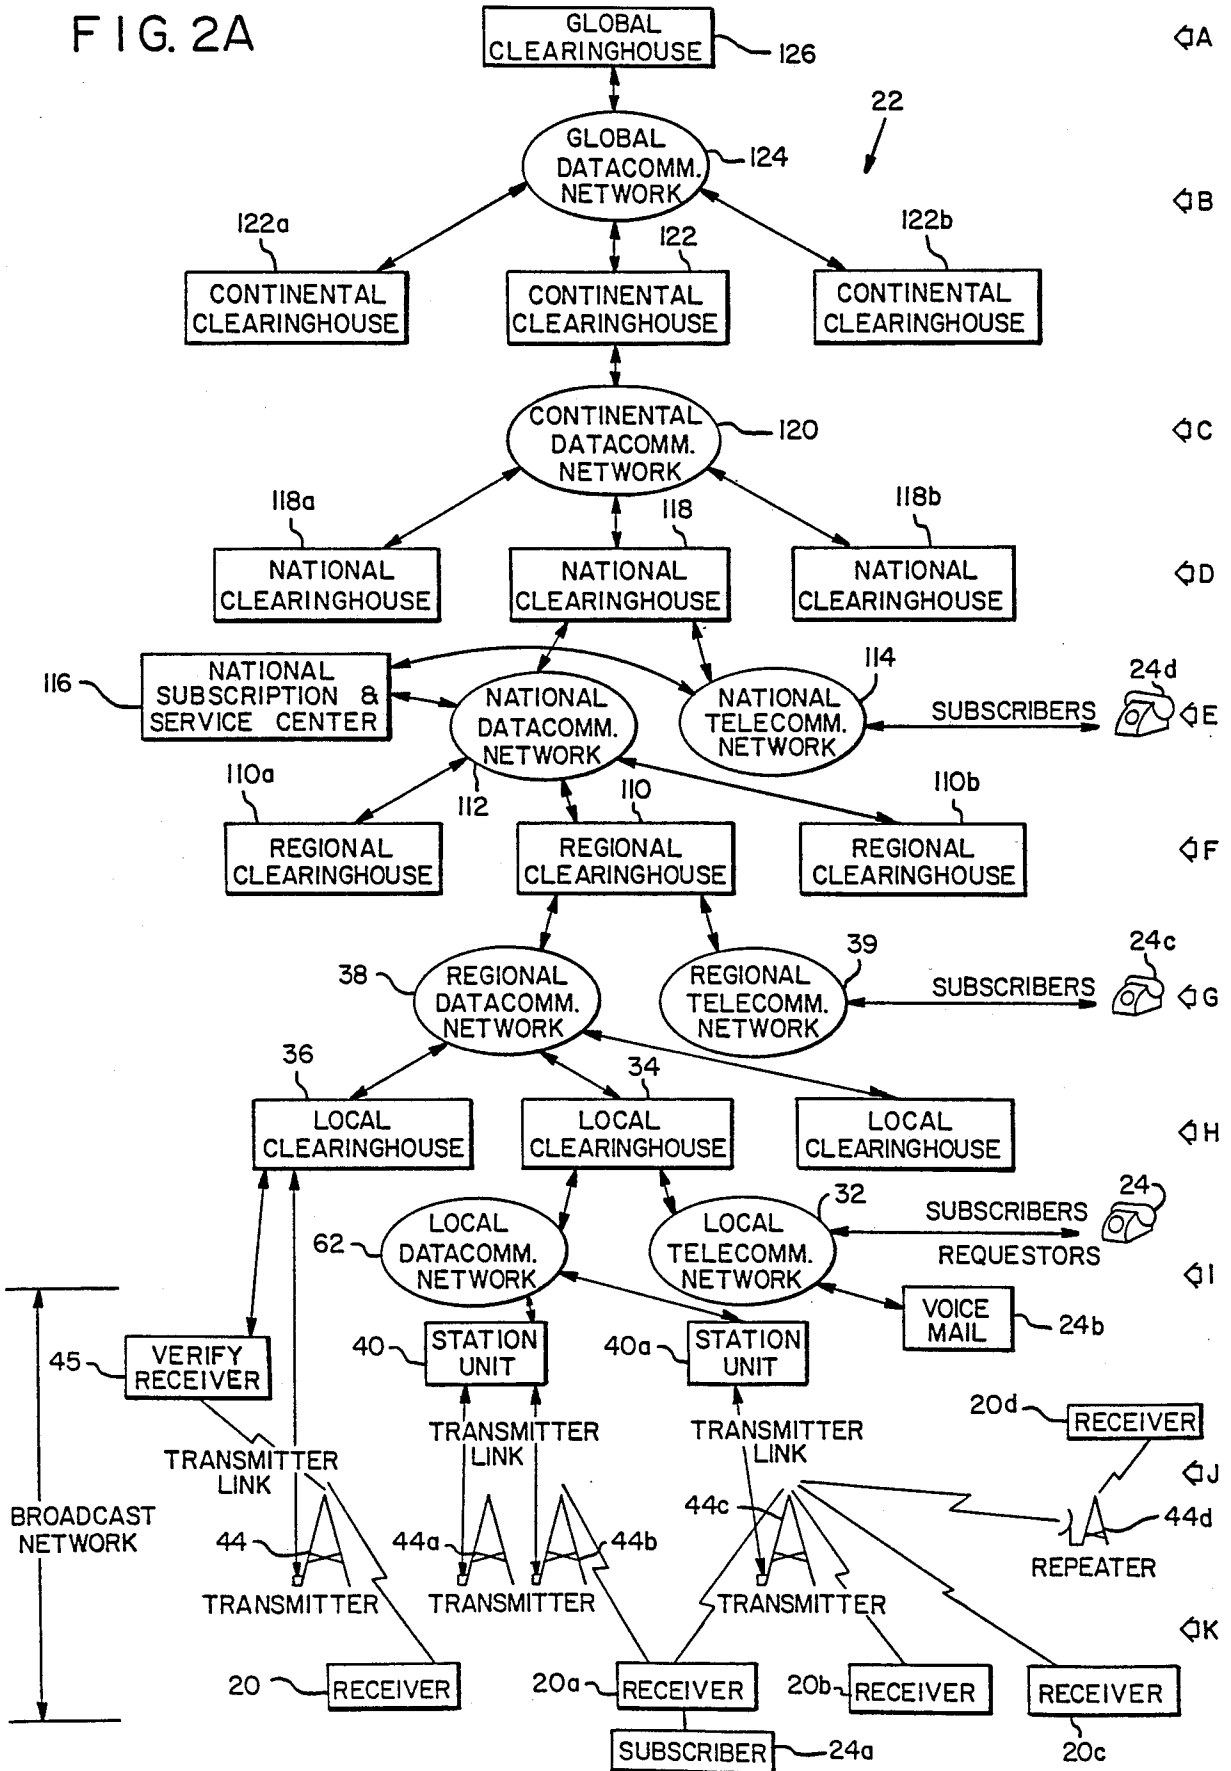 FIG. 2A
GLOBAL
CLEARINGHOUSE
126
A
22
GLOBAL
DATACOMM.
NETWORK
124
B
122a
122
122b
CONTINENTAL
CLEARINGHOUSE
CONTINENTAL
CLEARINGHOUSE
CONTINENTAL
CLEARINGHOUSE
CONTINENTAL
DATACOMM.
NETWORK
120
C
118a
118
118b
NATIONAL
CLEARINGHOUSE
NATIONAL
CLEARINGHOUSE
NATIONAL
CLEARINGHOUSE
D
116
NATIONAL
SUBSCRIPTION &
SERVICE CENTER
NATIONAL
DATACOMM.
NETWORK
112
NATIONAL
TELECOMM.
NETWORK
114
SUBSCRIBERS
24d
E
110a
110
110b
REGIONAL
CLEARINGHOUSE
REGIONAL
CLEARINGHOUSE
REGIONAL
CLEARINGHOUSE
F
38
REGIONAL
DATACOMM.
NETWORK
REGIONAL
TELECOMM.
NETWORK
39
SUBSCRIBERS
24c
G
36
34
LOCAL
CLEARINGHOUSE
LOCAL
CLEARINGHOUSE
LOCAL
CLEARINGHOUSE
H
62
LOCAL
DATACOMM.
NETWORK
LOCAL
TELECOMM.
NETWORK
32
SUBSCRIBERS
REQUESTORS
24
I
VOICE
MAIL
24b
45
VERIFY
RECEIVER
40
STATION
UNIT
40a
STATION
UNIT
20d
RECEIVER
TRANSMITTER
LINK
TRANSMITTER
LINK
TRANSMITTER
LINK
J
BROADCAST
NETWORK
44
44a
44b
44c
44d
REPEATER
TRANSMITTER
TRANSMITTER
TRANSMITTER
K
20
RECEIVER
20a
RECEIVER
20b
RECEIVER
RECEIVER
20c
SUBSCRIBER
24a